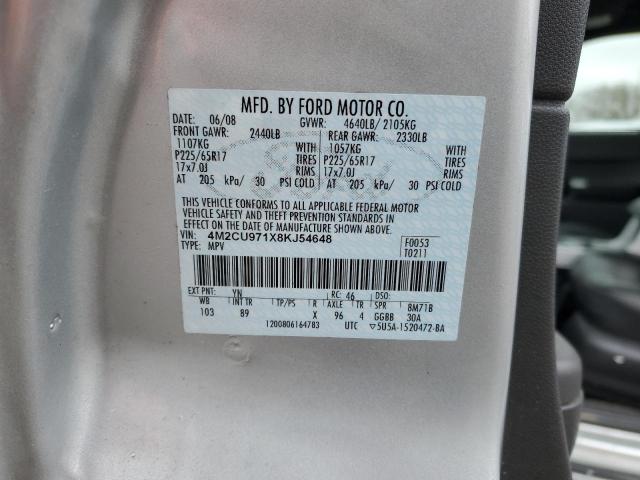 MFD. BY FORD MOTOR CO.
DATE: 06/08 GVWR: 4640LB/ 2105KG
FRONT GAWR: 2440LB REAR GAWR: 2330LB
1107KG WITH 1057KG WITH
P225/65R17 TIRES P225/65R17 TIRES
17x7.0J RIMS 17x7.0J RIMS
AT 205 kPa/ 30 PSI COLD AT 205 kPa/ 30 PSI COLD
THIS VEHICLE CONFORMS TO ALL APPLICABLE FEDERAL MOTOR
VEHICLE SAFETY AND THEFT PREVENTION STANDARDS IN
EFFECT ON THE DATE OF MANUFACTURE SHOWN ABOVE.
VIN: 4M2CU971X8KJ54648 F0053
TYPE: MPV T0211
EXT PNT: YN RC: 46 DSO:
WB INT TR TP/PS R AXLE TR SPR 8M71B
103 89 X 96 4 GGBB 30A
1200806164783 UTC ▽5U5A-1520472-BA